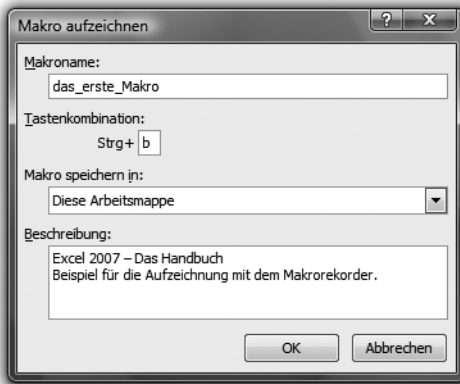 Makro aufzeichnen
? X
Makroname:
das_erste_Makro
Tastenkombination:
Strg+ b
Makro speichern in:
Diese Arbeitsmappe
Beschreibung:
Excel 2007 – Das Handbuch
Beispiel für die Aufzeichnung mit dem Makrorekorder.
OK Abbrechen